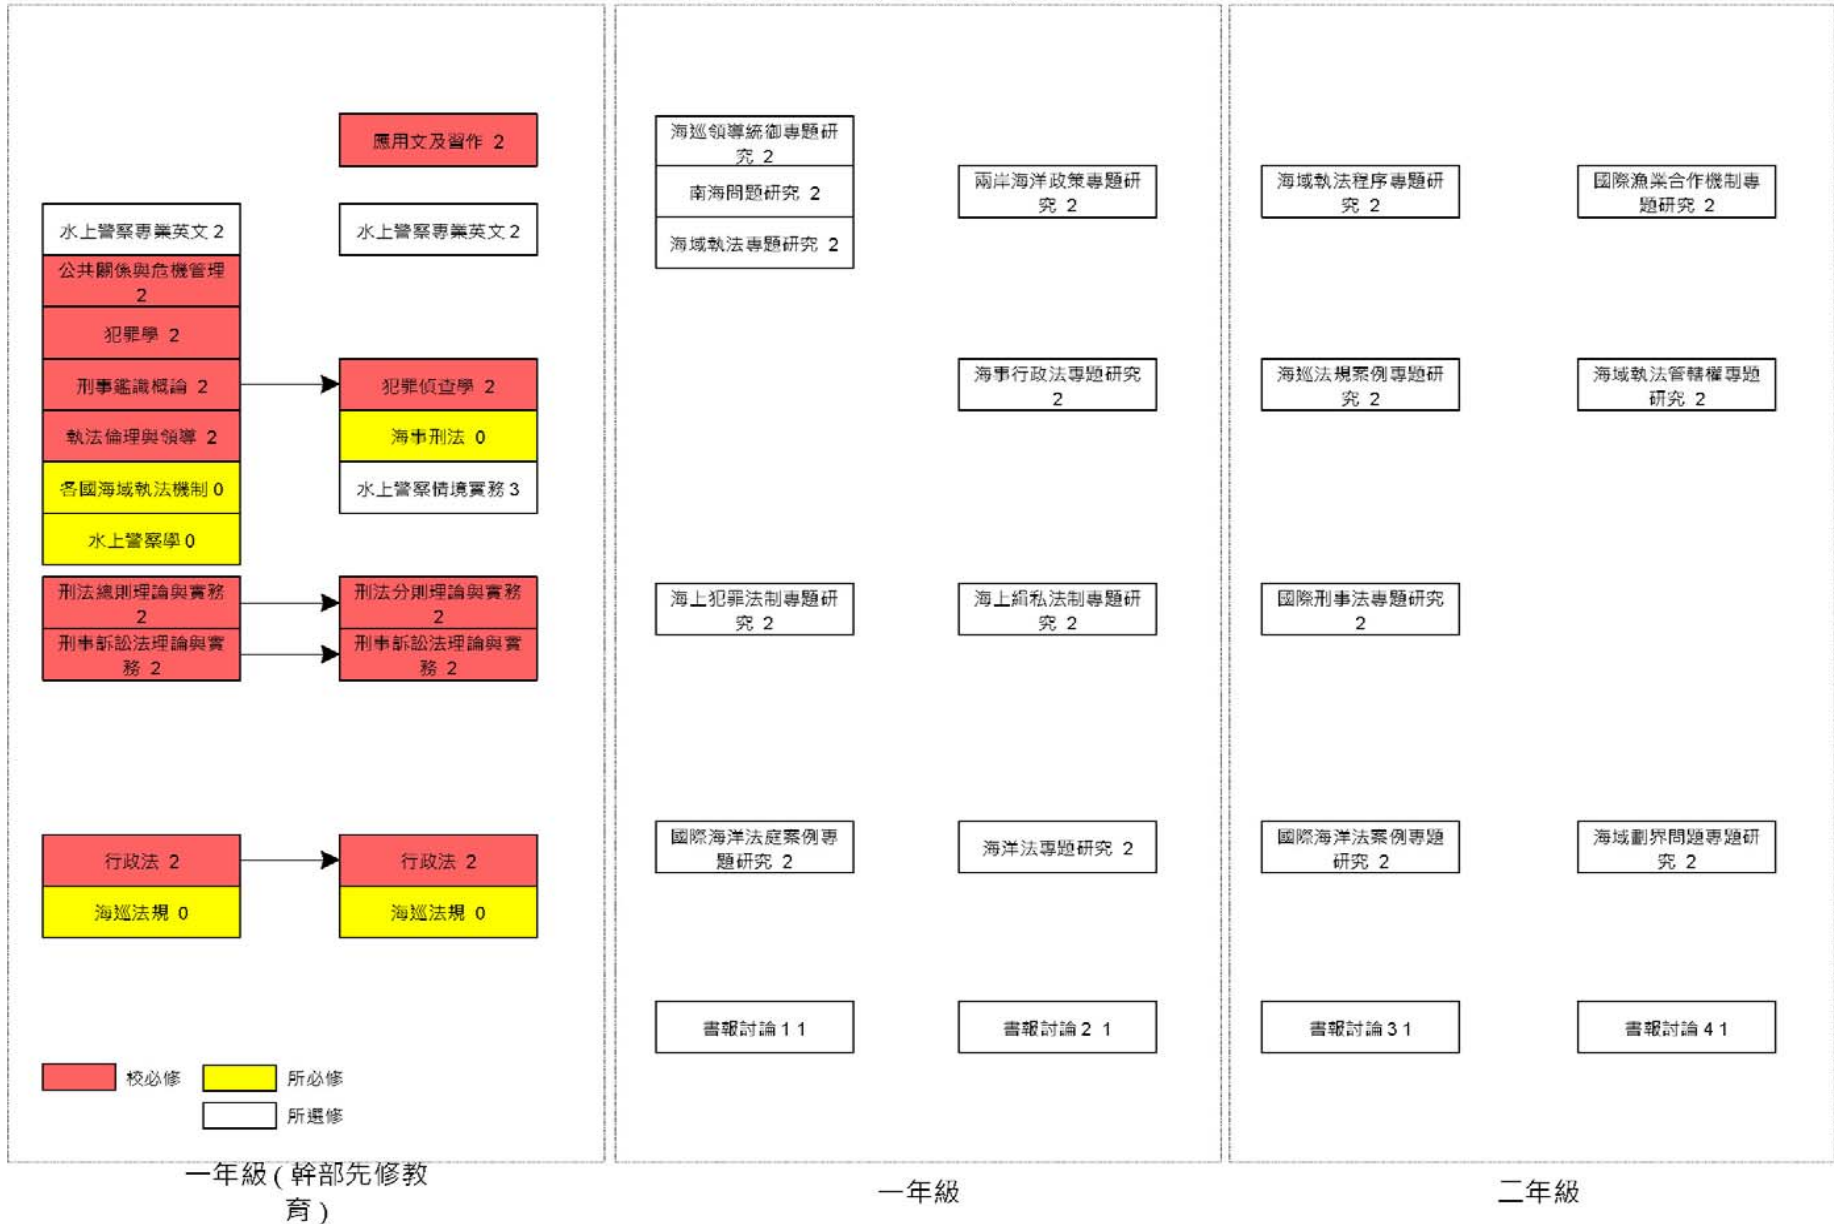 應用文及習作 2
水上警察專業英文 2
水上警察專業英文 2
公共關係與危機管理
2
犯罪學 2
刑事鑑識概論 2
犯罪偵查學 2
執法倫理與領導 2
海事刑法 0
各國海域執法機制 0
水上警察情境實務 3
水上警察學 0
刑法總則理論與實務
2
刑法分則理論與實務
2
刑事訴訟法理論與實
務 2
刑事訴訟法理論與實
務 2
行政法 2
行政法 2
海巡法規 0
海巡法規 0
校必修
所必修
所選修
一年級 ( 幹部先修教
育 )
海巡領導統御專題研
究 2
南海問題研究 2
海域執法專題研究 2
兩岸海洋政策專題研
究 2
海事行政法專題研究
2
海上犯罪法制專題研
究 2
海上緝私法制專題研
究 2
國際海洋法庭案例專
題研究 2
海洋法專題研究 2
書報討論 1 1
書報討論 2 1
一年級
海域執法程序專題研
究 2
國際漁業合作機制專
題研究 2
海巡法規案例專題研
究 2
海域執法管轄權專題
研究 2
國際刑事法專題研究
2
國際海洋法案例專題
研究 2
海域劃界問題專題研
究 2
書報討論 3 1
書報討論 4 1
二年級